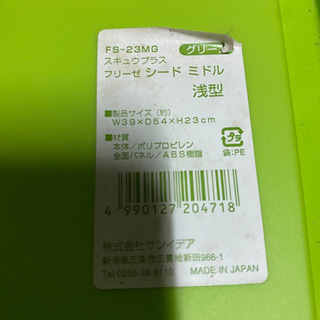 FS-23MG グリーン
スキュウプラス
フリーゼ シード ミドル
浅型
■製品サイズ(約)
W39×D54×H23cm
■材質
本体/ポリプロピレン
全面パネル/ABS樹脂
プラ
袋:PE
4 990127 204718
株式会社サンイデア
新潟県三条市三貫地新田966-1
Tel 0256-38-8110 MADE IN JAPAN